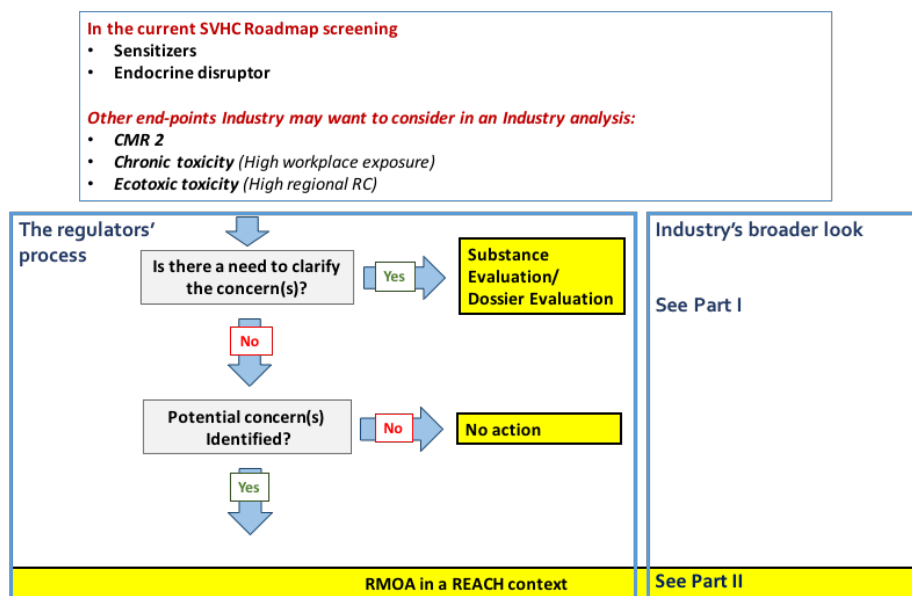 In the current SVHC Roadmap screening
• Sensitizers
• Endocrine disruptor
Other end-points Industry may want to consider in an Industry analysis:
• CMR 2
• Chronic toxicity (High workplace exposure)
• Ecotoxic toxicity (High regional RC)
The regulators’
process
Is there a need to clarify
the concern(s)?
Yes
Substance
Evaluation/
Dossier Evaluation
Industry’s broader look
See Part I
No
Potential concern(s)
Identified?
No
No action
Yes
RMOA in a REACH context
See Part II